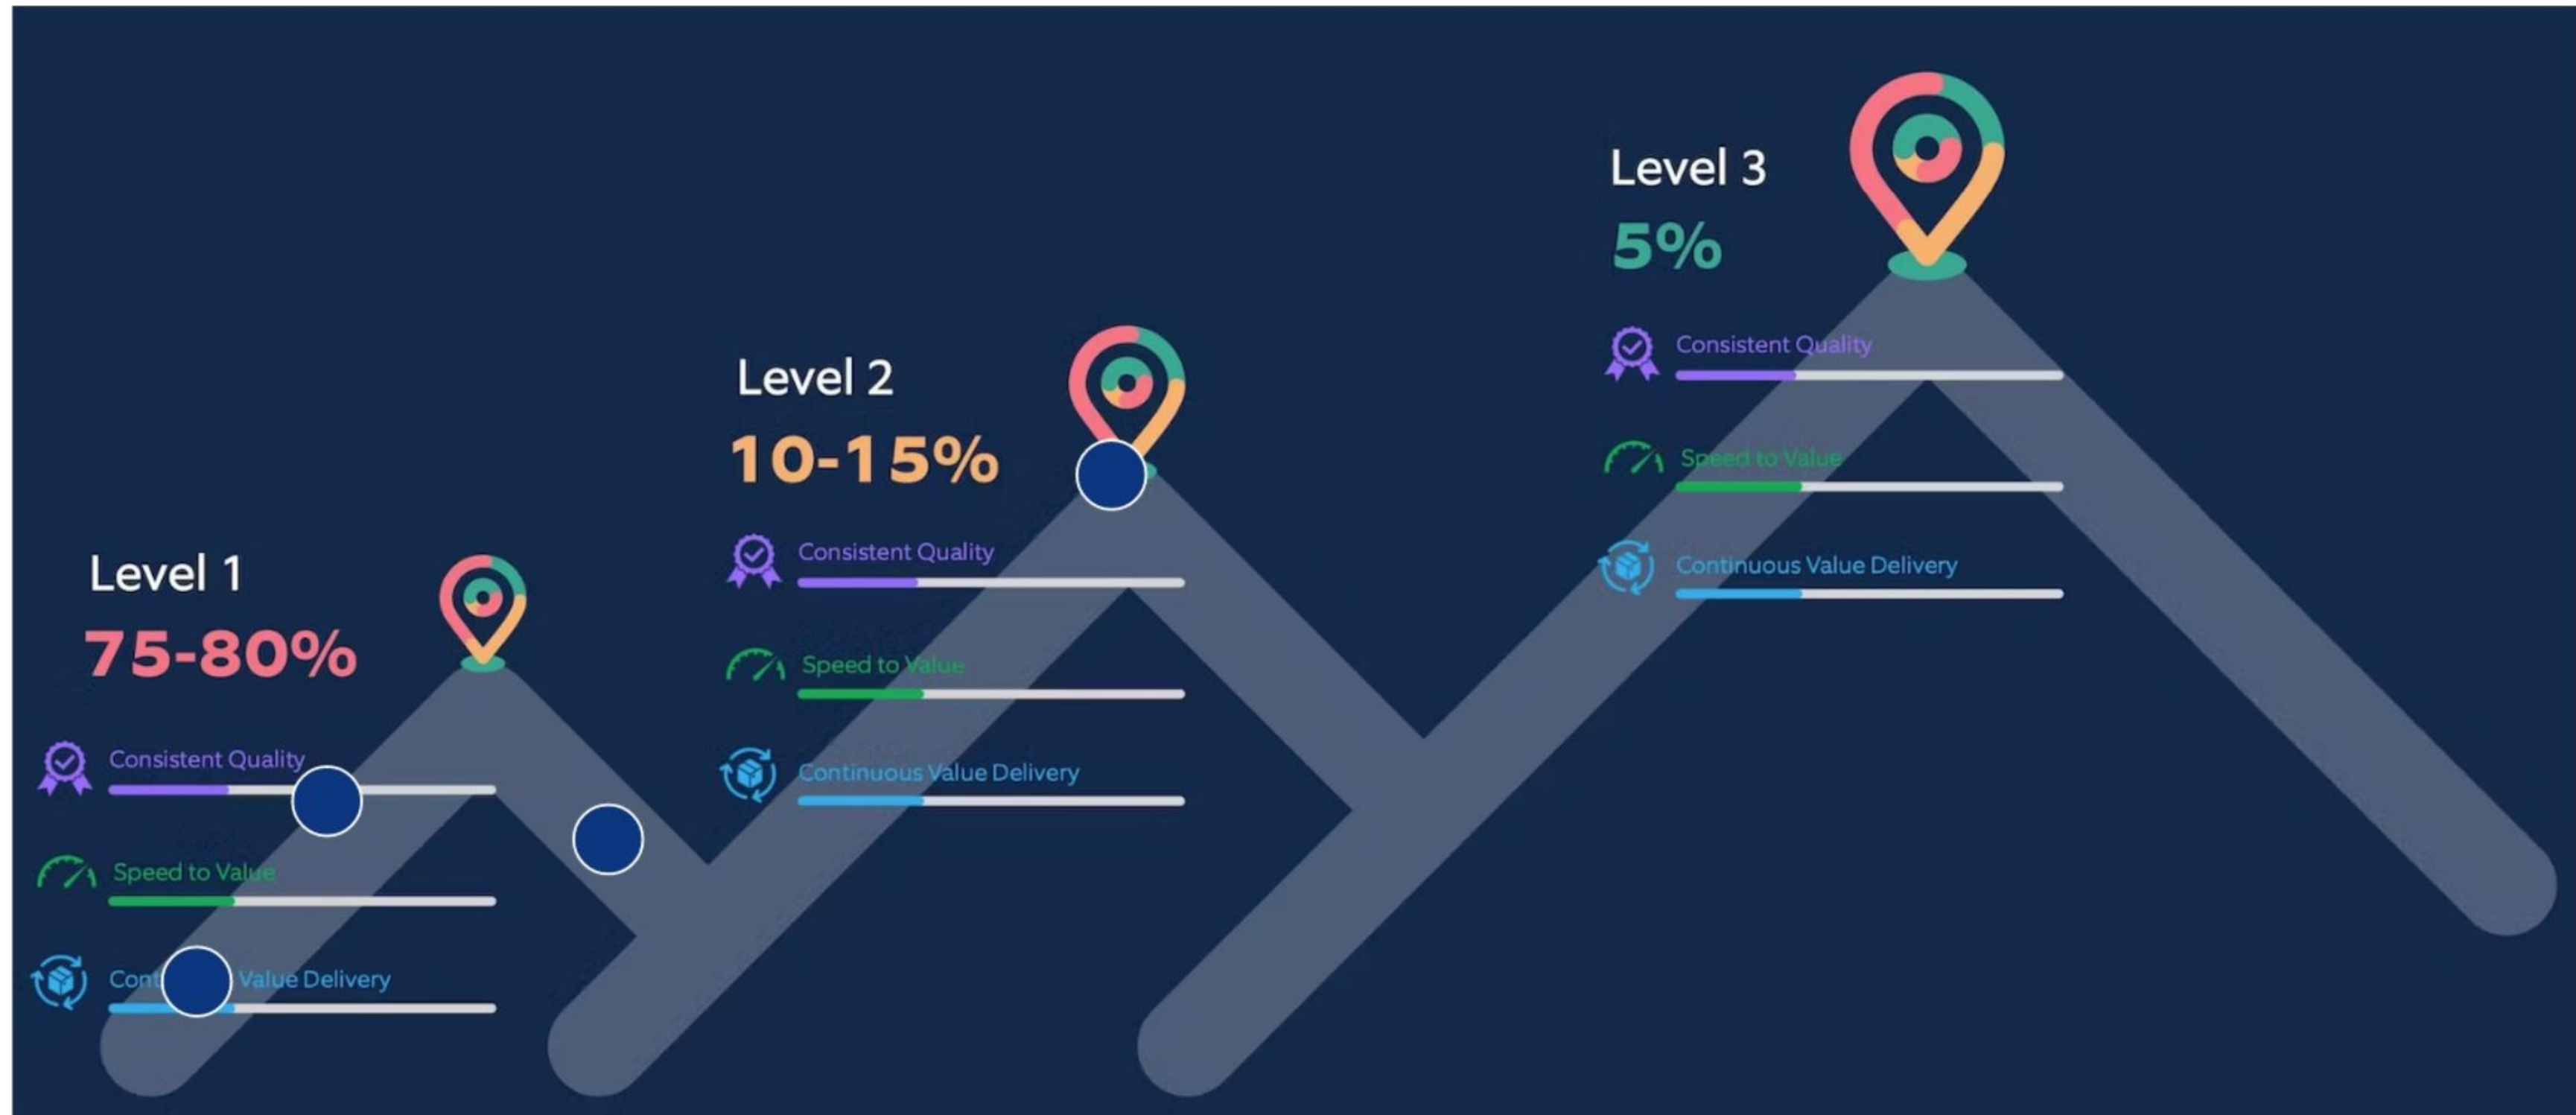 Level 1
75-80%
Consistent Quality
Speed to Value
Value Delivery
Level 2
10-15%
Consistent Quality
Speed to Value
Continuous Value Delivery
Level 3
5%
Consistent Quality
Speed to Value
Continuous Value Delivery